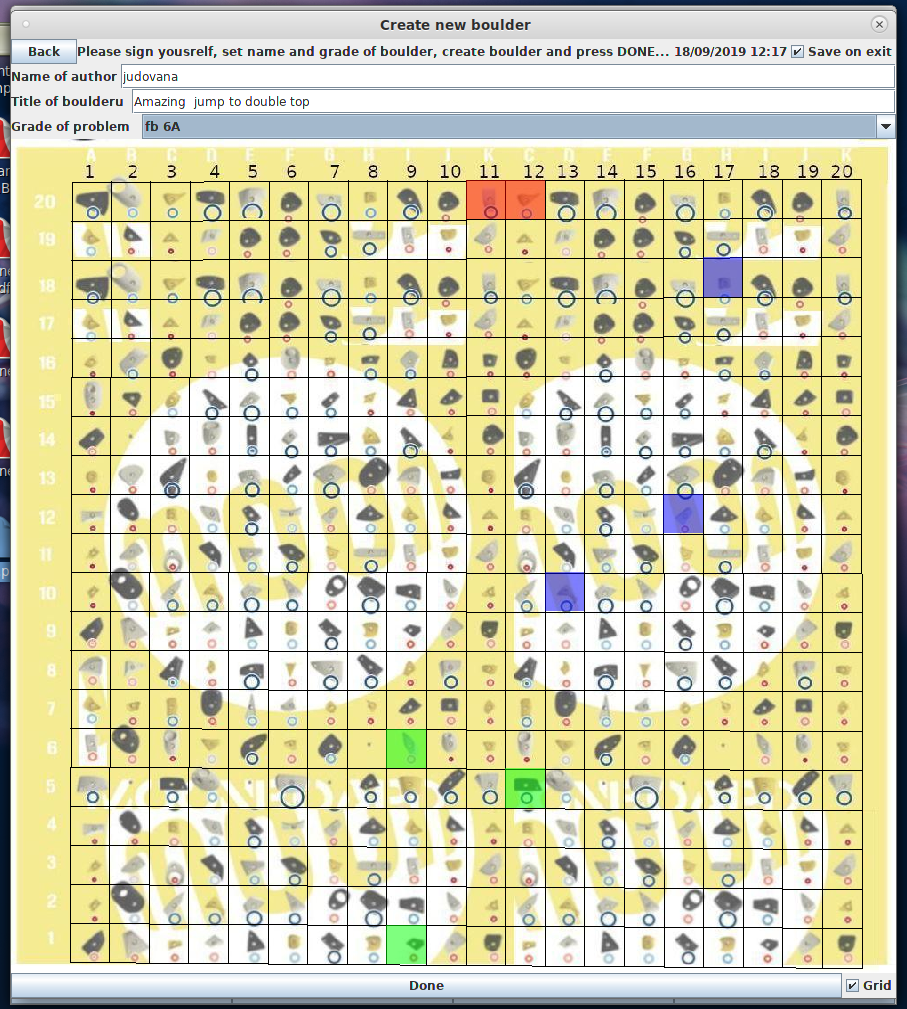 Create new boulder
Back Please sign yousrelf, set name and grade of boulder, create boulder and press DONE... 18/09/2019 12:17 Save on exit
Name of author judovana
Title of boulderu Amazing jump to double top
Grade of problem fb 6A
A B C D E F G H I K D E F G H I K
1 2 3 4 5 6 7 8 9 10 11 12 13 14 15 16 17 18 19 20
20
19
18
17
16
15
14
13
12
11
10
9
8
7
6
5
4
3
2
1
Done Grid